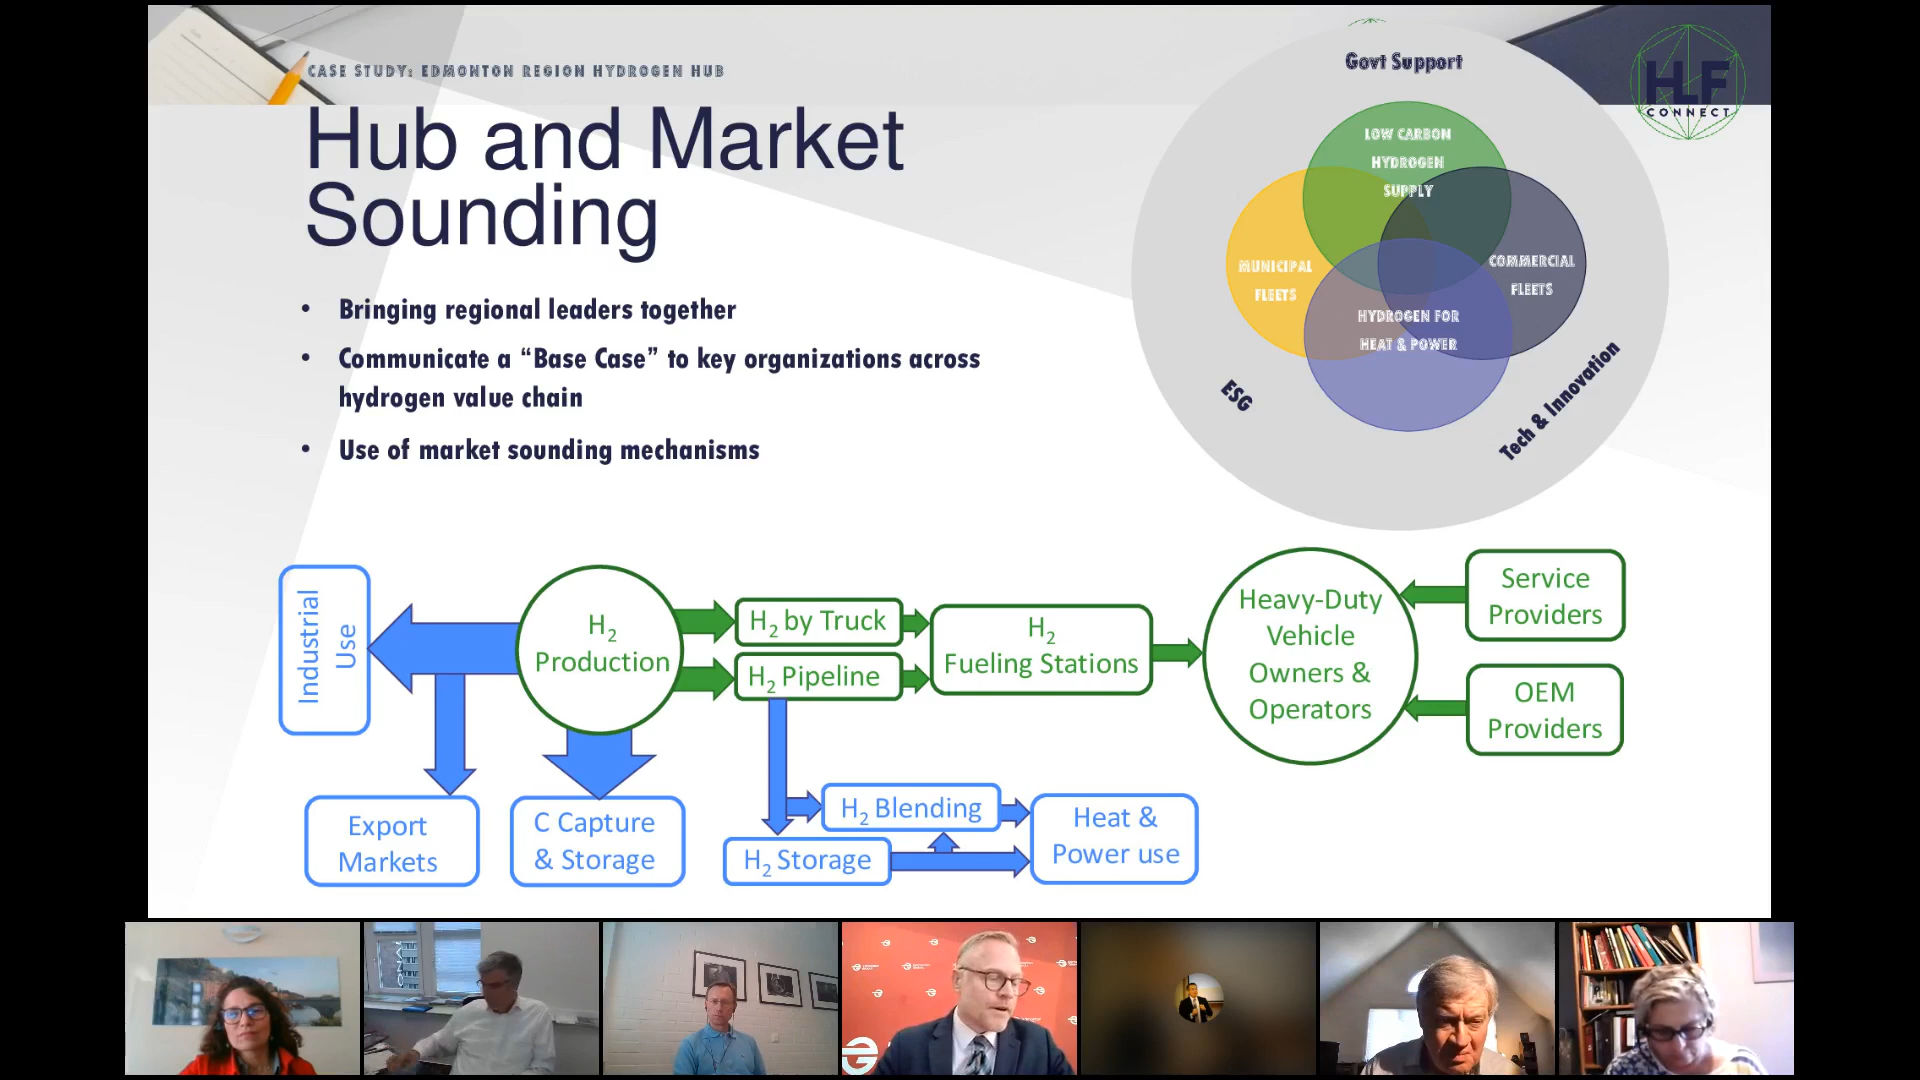 CASE STUDY: EDMONTON REGION HYDROGEN HUB
Hub and Market
Sounding
• Bringing regional leaders together
• Communicate a “Base Case” to key organizations across
hydrogen value chain
• Use of market sounding mechanisms
Govt Support
LOW CARBON
HYDROGEN
SUPPLY
MUNICIPAL
FLEETS
COMMERCIAL
FLEETS
HYDROGEN FOR
HEAT & POWER
ESG
Tech & Innovation
HLF
CONNECT
Industrial
Use
H2
Production
H2 by Truck
H2 Pipeline
H2
Fueling Stations
Heavy-Duty
Vehicle
Owners &
Operators
Service
Providers
OEM
Providers
Export
Markets
C Capture
& Storage
H2 Blending
H2 Storage
Heat &
Power use